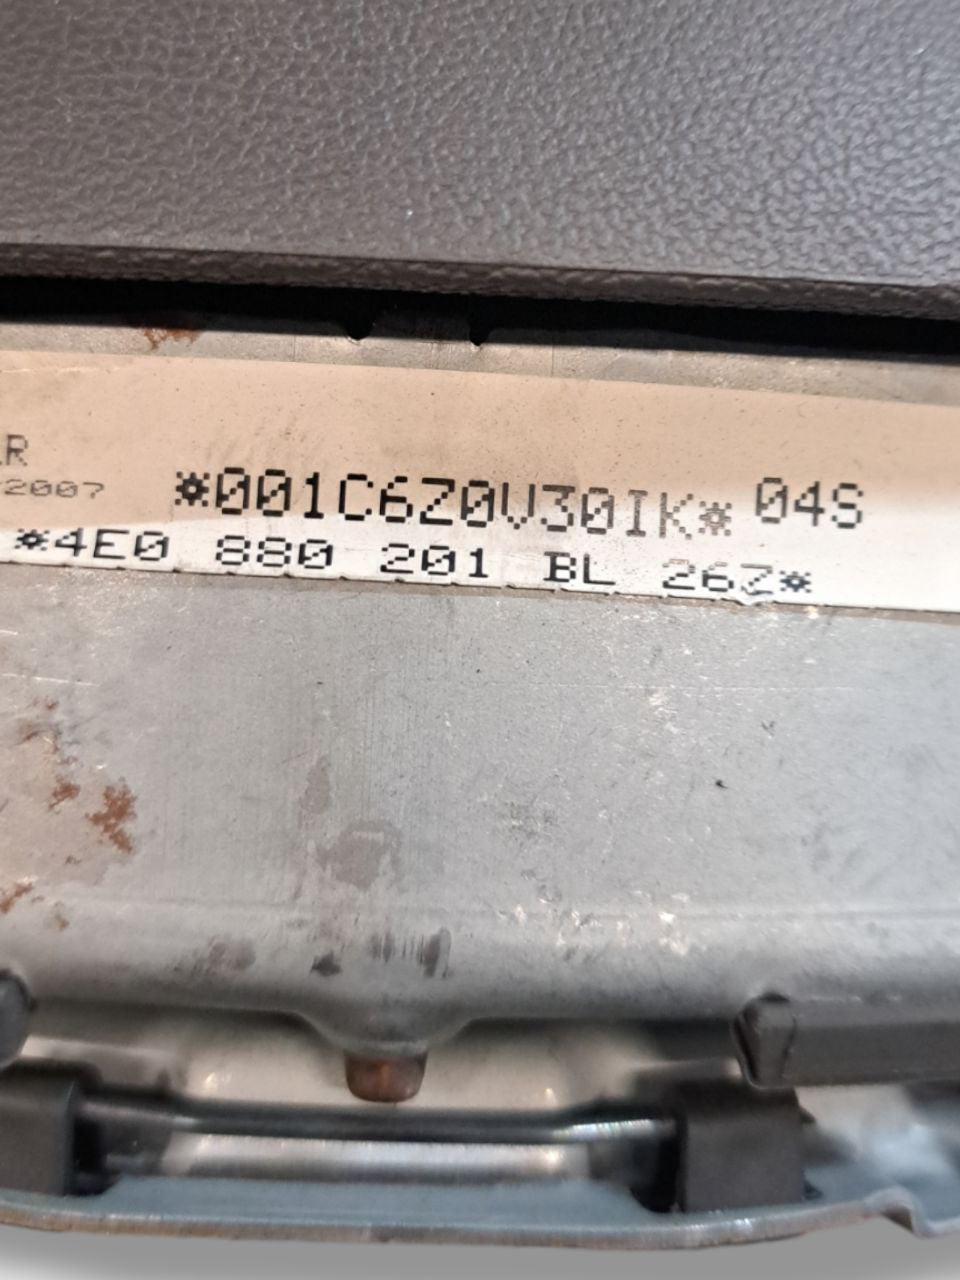 R
2007
*001C6Z0V30IK* 04S
*4E0 880 201 BL 26Z*